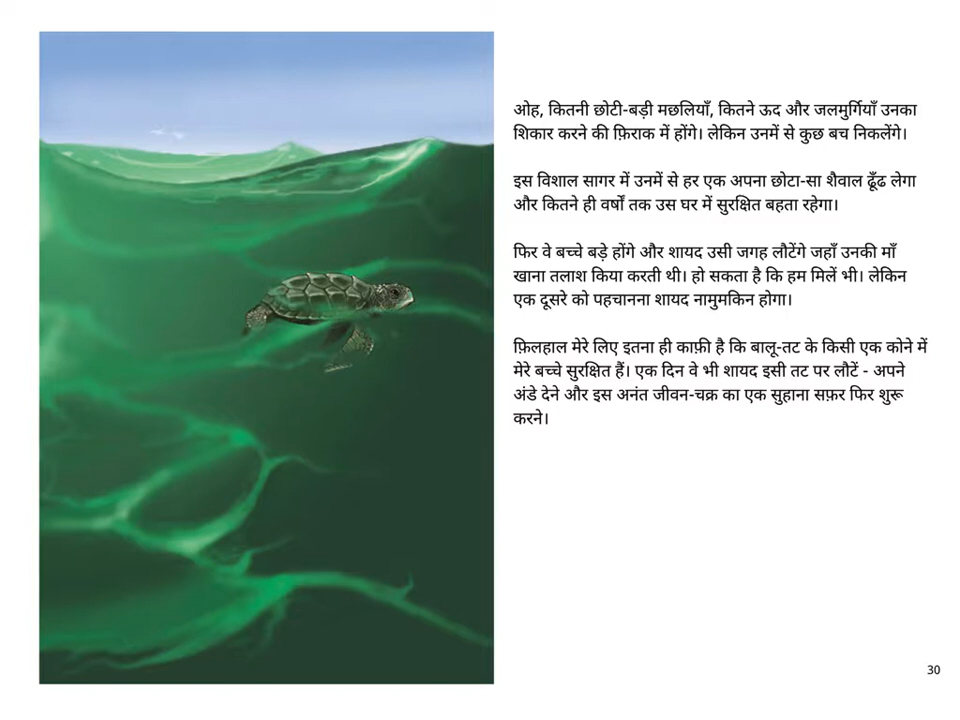 ओह, कितनी छोटी-बड़ी मछलियाँ, कितने ऊद और जलमुर्गियाँ उनका
शिकार करने की फ़िराक में होंगे। लेकिन उनमें से कुछ बच निकलेंगे।
इस विशाल सागर में उनमें से हर एक अपना छोटा-सा शैवाल ढूँढ लेगा
और कितने ही वर्षों तक उस घर में सुरक्षित बहता रहेगा।
फिर वे बच्चे बड़े होंगे और शायद उसी जगह लौटेंगे जहाँ उनकी माँ
खाना तलाश किया करती थी। हो सकता है कि हम मिलें भी। लेकिन
एक दूसरे को पहचानना शायद नामुमकिन होगा।
फ़िलहाल मेरे लिए इतना ही काफ़ी है कि बालू-तट के किसी एक कोने में
मेरे बच्चे सुरक्षित हैं। एक दिन वे भी शायद इसी तट पर लौटें - अपने
अंडे देने और इस अनंत जीवन-चक्र का एक सुहाना सफ़र फिर शुरू
करने।
30